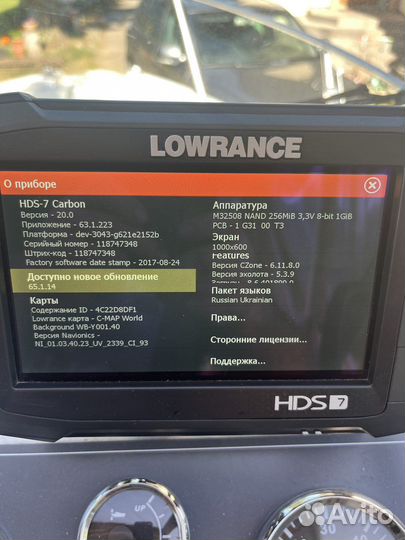 LOWRANCE
О приборе
HDS-7 Carbon
Версия - 20.0
Приложение - 63.1.223
Платформа - dev-3043-g621e2152b
Серийный номер - 118747348
Штрих-код - 118747348
Factory software date stamp - 2017-08-24
Доступно новое обновление
65.1.14
Карты
Содержание ID - 4C22D8DF1
Lowrance карта - C-MAP World
Background WB-Y001.40
Версия Navionics -
NI_01.03.40.23_UV_2339_CI_93
Аппаратура
M32508 NAND 256MiB 3,3V 8-bit 1GiB
PCB - 1 G31 00 T3
Экран
1000x600
Features
Версия CZone - 6.11.8.0
Версия эхолота - 5.3.9
Пакет языков
Russian Ukrainian
Права...
Сторонние лицензии...
Поддержка...
HDS 7
UP
Avito